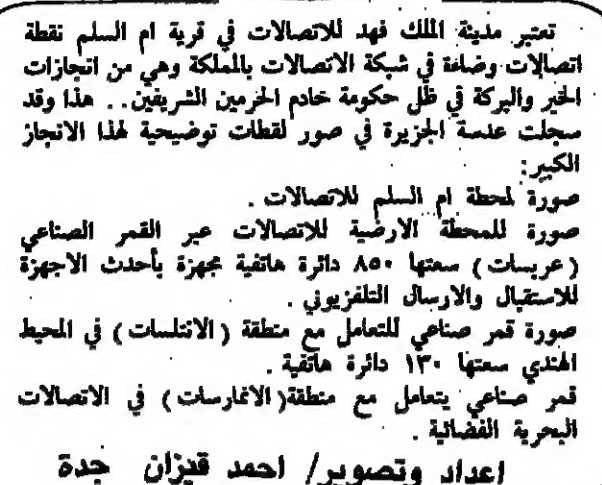 تعتبر مدينة الملك فهد للاتصالات في قرية ام السلم نقطة
اتصالات وضاءة في شبكة الاتصالات بالمملكة وهي من انجازات
الخير والبركة في ظل حكومة خادم الحرمين الشريفين.. هذا وقد
سجلت عدسة الجزيرة في صور لقطات توضيحية لهذا الانجاز
الكبير:
صورة لمحطة ام السلم للاتصالات.
صورة للمحطة الارضية للاتصالات عبر القمر الصناعي
(عربسات) سعتها ٨٥٠ دائرة هاتفية مجهزة بأحدث الاجهزة
للاستقبال والارسال التلفزيوني.
صورة قمر صناعي للتعامل مع منطقة (الانتلسات) في المحيط
الهندي سعتها ١٣٠ دائرة هاتفية.
قمر صناعي يتعامل مع منطقة (الانمارسات) في الاتصالات
البحرية الفضائية.
اعداد وتصوير/ احمد قيزان جدة